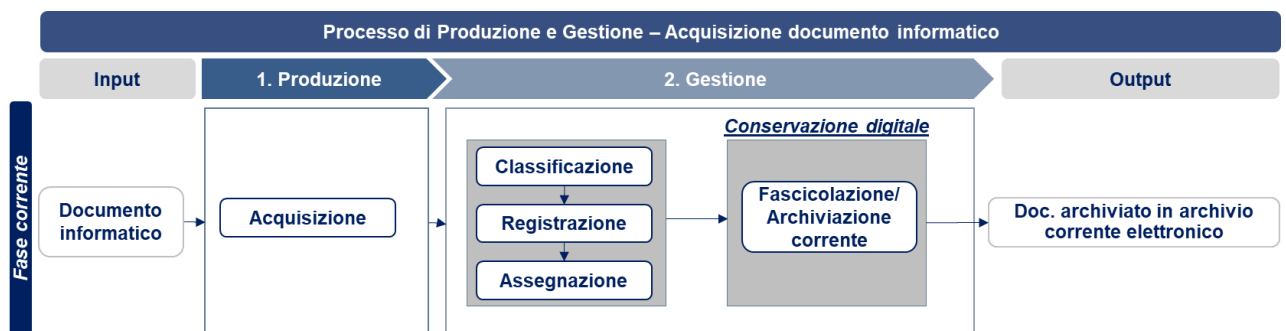 Processo di Produzione e Gestione – Acquisizione documento informatico
Input
1. Produzione
2. Gestione
Output
Fase corrente
Documento
informatico
Acquisizione
Classificazione
Registrazione
Assegnazione
Conservazione digitale
Fascicolazione/
Archiviazione
corrente
Doc. archiviato in archivio
corrente elettronico